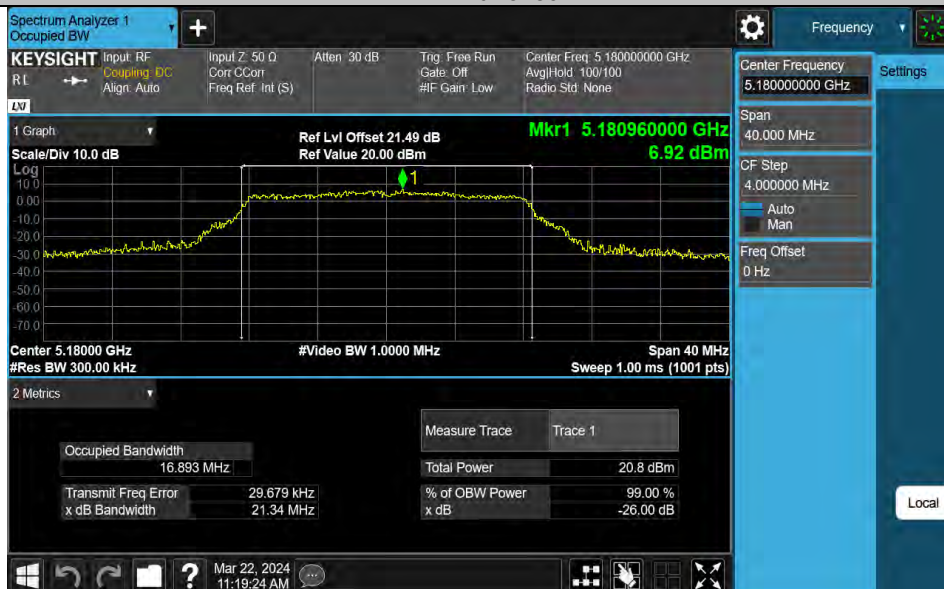 Spectrum Analyzer 1
Occupied BW
+
Frequency
KEYSIGHT
Input: RF
Coupling: DC
Align: Auto
Input Z: 50 Ω
Corr CCorr
Freq Ref: Int (S)
Atten: 30 dB
Trig: Free Run
Gate: Off
#IF Gain: Low
Center Freq: 5.180000000 GHz
Avg|Hold: 100/100
Radio Std: None
LXI
Center Frequency
5.180000000 GHz
Settings
Span
40.000 MHz
CF Step
4.000000 MHz
Auto
Man
Freq Offset
0 Hz
Local
1 Graph
Scale/Div 10.0 dB
Ref Lvl Offset 21.49 dB
Ref Value 20.00 dBm
Mkr1 5.180960000 GHz
6.92 dBm
Log
10.0
0.00
-10.0
-20.0
-30.0
-40.0
-50.0
-60.0
-70.0
1
Center 5.18000 GHz
#Res BW 300.00 kHz
#Video BW 1.0000 MHz
Span 40 MHz
Sweep 1.00 ms (1001 pts)
2 Metrics
Measure Trace Trace 1
Occupied Bandwidth
16.893 MHz
Total Power 20.8 dBm
Transmit Freq Error 29.679 kHz
% of OBW Power 99.00 %
x dB Bandwidth 21.34 MHz
x dB -26.00 dB
?
Mar 22, 2024
11:19:24 AM